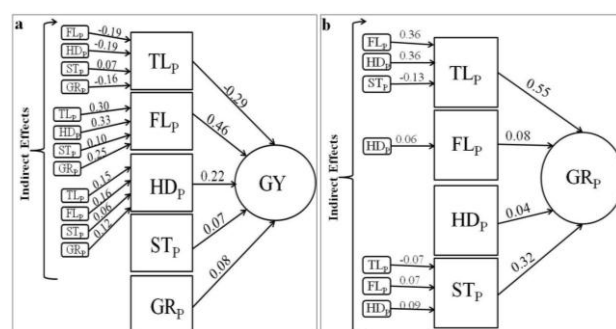 a
Indirect Effects
FLP -0.19
HDP -0.19
STP 0.07
GRP -0.16
TLP
-0.29
TLP 0.30
HDP 0.33
STP 0.10
GRP 0.25
FLP
0.46
TLP 0.15
FLP 0.16
STP 0.06
GRP 0.12
HDP
0.22
STP
0.07
GRP
0.08
GY
b
Indirect Effects
FLP 0.36
HDP 0.36
STP -0.13
TLP
0.55
HDP 0.06
FLP
0.08
HDP
0.04
TLP -0.07
FLP 0.07
HDP 0.09
STP
0.32
GRP